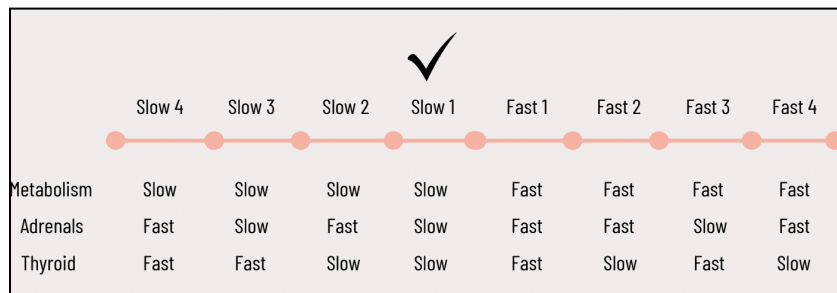 Slow 4 Slow 3 Slow 2 Slow 1 Fast 1 Fast 2 Fast 3 Fast 4
Metabolism Slow Slow Slow Slow Fast Fast Fast Fast
Adrenals Fast Slow Fast Slow Fast Fast Slow Fast
Thyroid Fast Fast Slow Slow Fast Slow Fast Slow